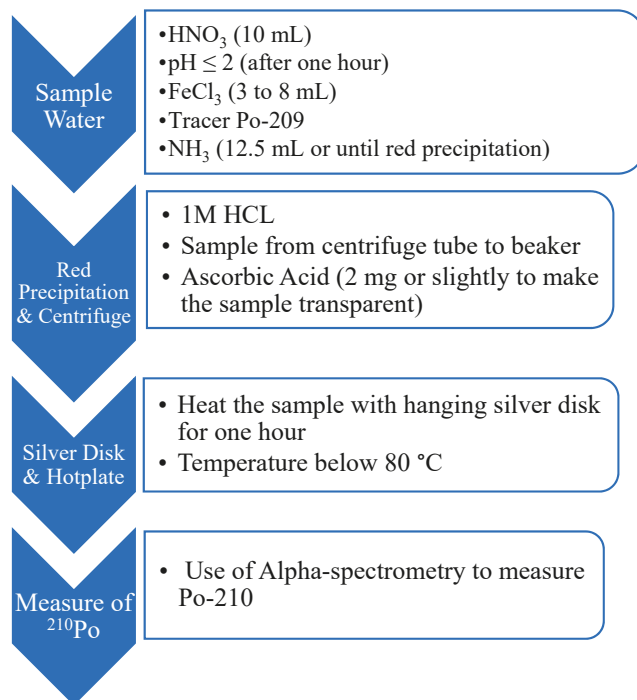 Sample
Water
•HNO₃ (10 mL)
•pH ≤ 2 (after one hour)
•FeCl₃ (3 to 8 mL)
•Tracer Po-209
•NH₃ (12.5 mL or until red precipitation)
Red
Precipitation
& Centrifuge
• 1M HCL
• Sample from centrifuge tube to beaker
• Ascorbic Acid (2 mg or slightly to make
the sample transparent)
Silver Disk
& Hotplate
• Heat the sample with hanging silver disk
for one hour
• Temperature below 80 °C
Measure of
²¹⁰Po
• Use of Alpha-spectrometry to measure
Po-210